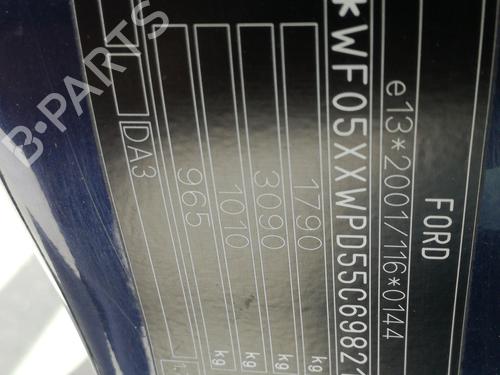 FORD
e13*2001/116*0144
*WF05XXWPD55C69821
1790 kg
3090 kg
1010 kg
965 kg
DA3
B-PARTS